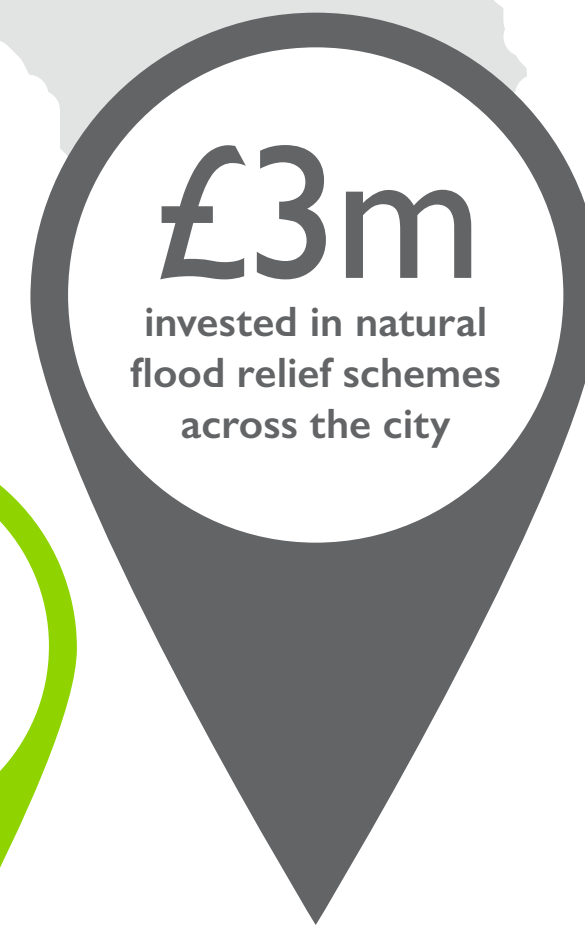 £3m
invested in natural
flood relief schemes
across the city